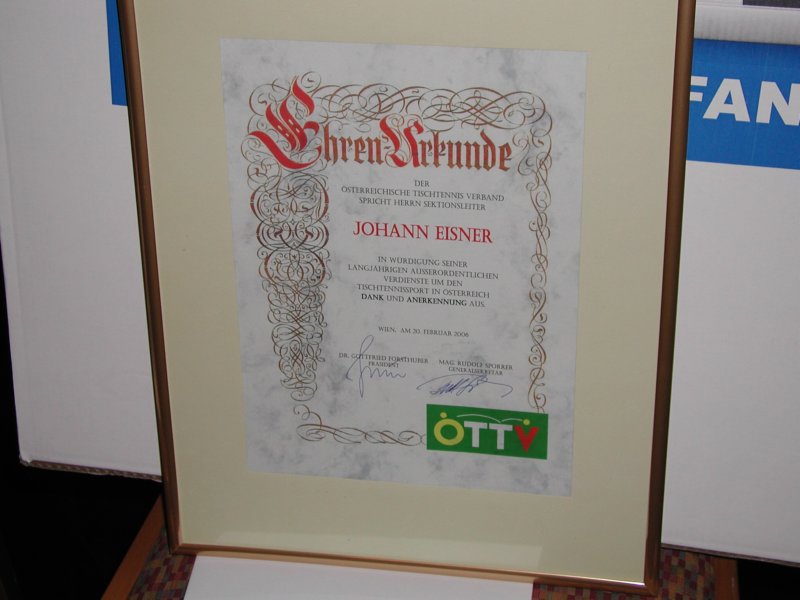 FAN
Ehren-Urkunde
DER
ÖSTERREICHISCHE TISCHTENNIS VERBAND
SPRICHT HERRN SEKTIONSLEITER
JOHANN EISNER
IN WÜRDIGUNG SEINER
LANGJÄHRIGEN AUSSERORDENTLICHEN
VERDIENSTE UM DEN
TISCHTENNISSPORT IN ÖSTERREICH
DANK UND ANERKENNUNG AUS.
WIEN, AM 20. FEBRUAR 2006
DR. GOTTFRIED FORSTHUBER MAG. RUDOLF SPORRER
PRÄSIDENT GENERALSEKRETÄR
ÖTTV